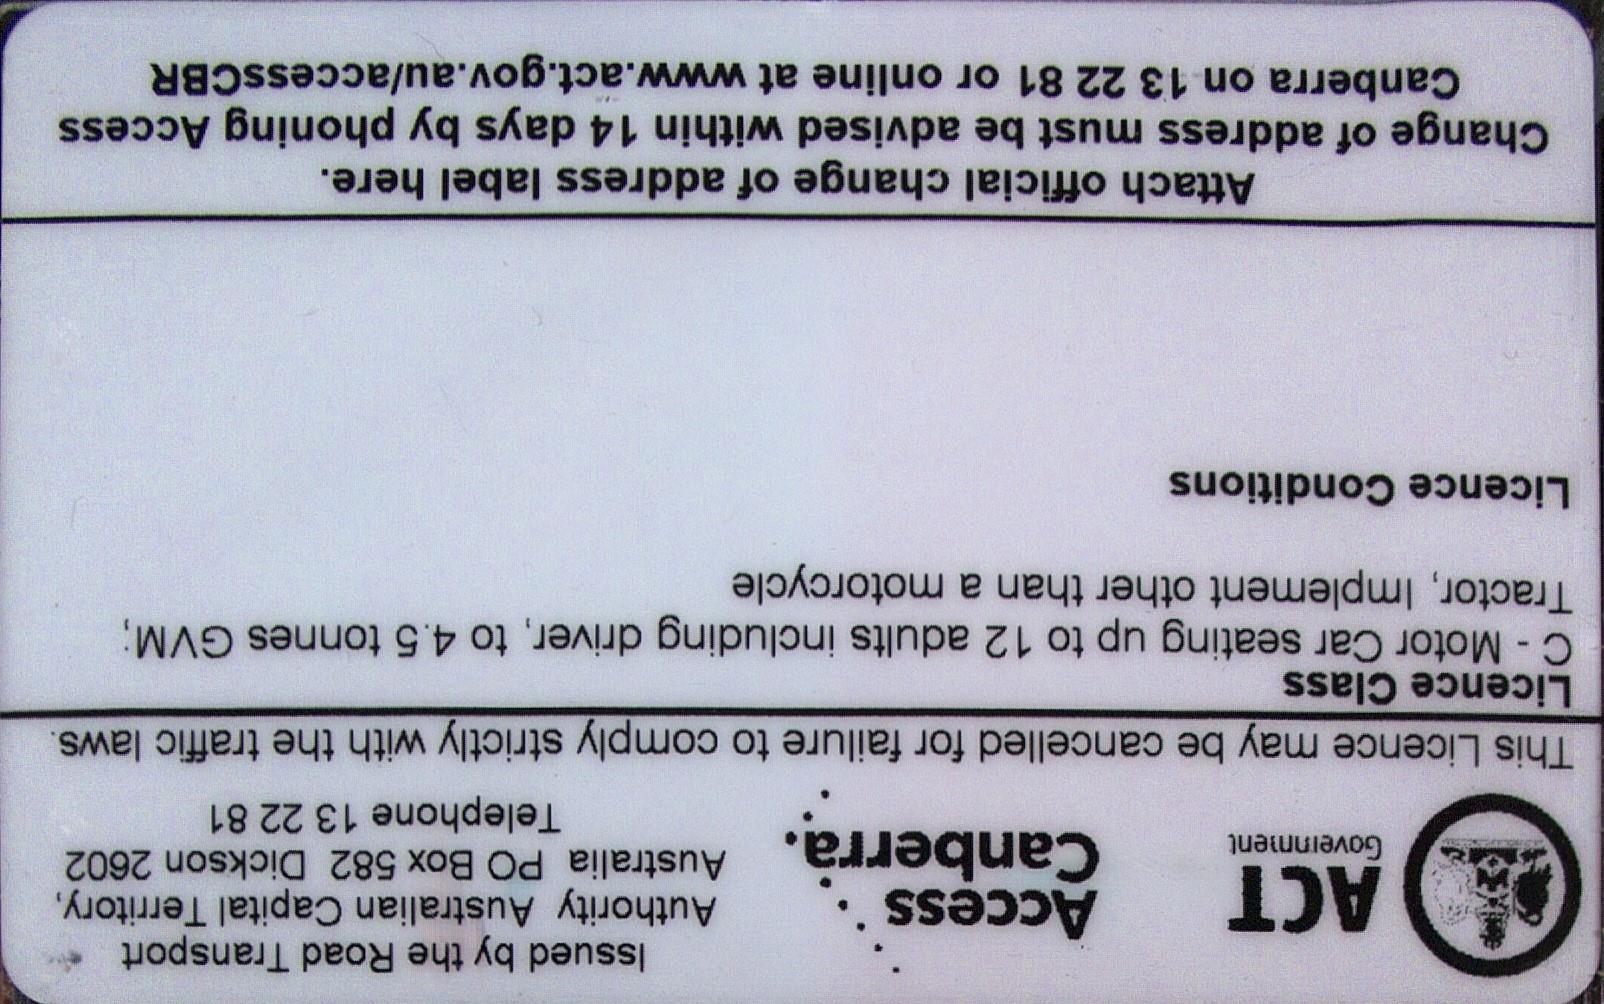 ACT
Government
Access
Canberra.
Issued by the Road Transport
Authority Australian Capital Territory,
Australia PO Box 582 Dickson 2602
Telephone 13 22 81
This Licence may be cancelled for failure to comply strictly with the traffic laws.
Licence Class
C - Motor Car seating up to 12 adults including driver, to 4.5 tonnes GVM;
Tractor, Implement other than a motorcycle
Licence Conditions
Attach official change of address label here.
Change of address must be advised within 14 days by phoning Access
Canberra on 13 22 81 or online at www.act.gov.au/accessCBR